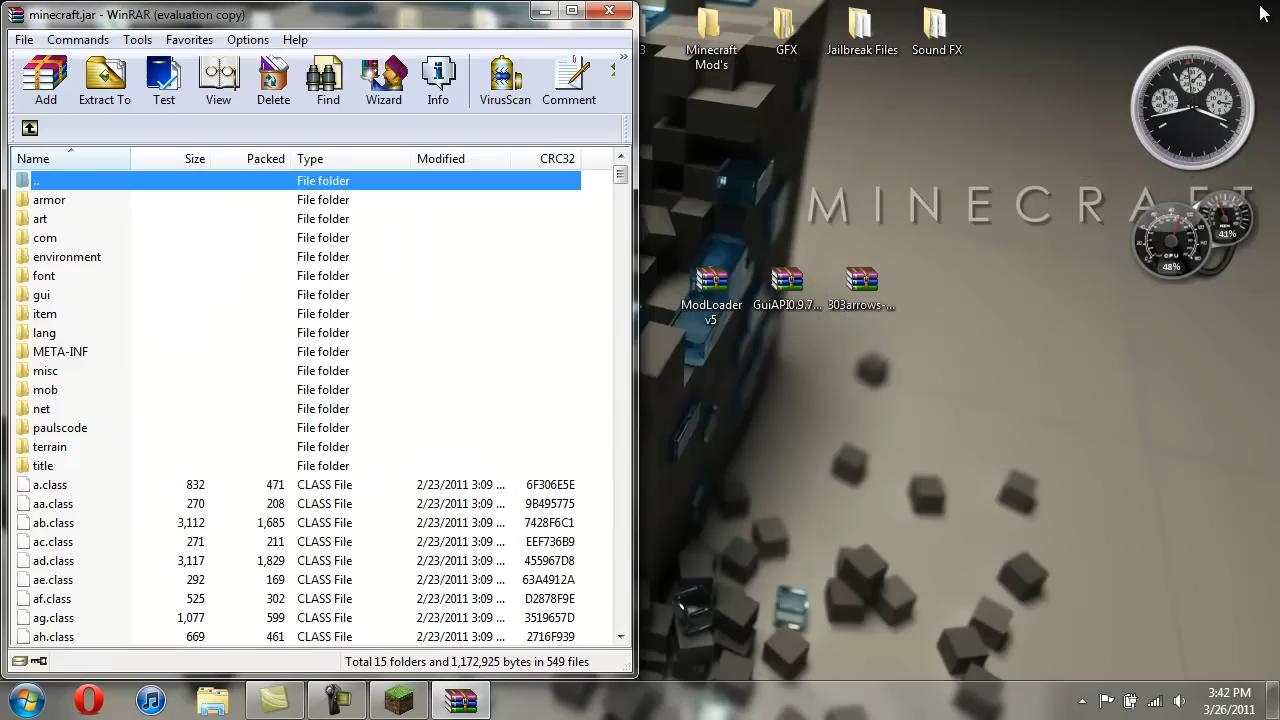 minecraft.jar - WinRAR (evaluation copy)
File Commands Tools Favorites Options Help
Add Extract To Test View Delete Find Wizard Info VirusScan Comment
Name Size Packed Type Modified CRC32
.. File folder
armor File folder
art File folder
com File folder
environment File folder
font File folder
gui File folder
item File folder
lang File folder
META-INF File folder
misc File folder
mob File folder
net File folder
paulscode File folder
terrain File folder
title File folder
a.class 832 471 CLASS File 2/23/2011 3:09 ... 6F306E5E
aa.class 270 208 CLASS File 2/23/2011 3:09 ... 9B495775
ab.class 3,112 1,685 CLASS File 2/23/2011 3:09 ... 7428F6C1
ac.class 271 211 CLASS File 2/23/2011 3:09 ... EEF736B9
ad.class 3,117 1,829 CLASS File 2/23/2011 3:09 ... 455967D8
ae.class 292 169 CLASS File 2/23/2011 3:09 ... 63A4912A
af.class 525 302 CLASS File 2/23/2011 3:09 ... D2878F9E
ag.class 1,077 599 CLASS File 2/23/2011 3:09 ... 3519657D
ah.class 669 461 CLASS File 2/23/2011 3:09 ... 2716F939
Total 15 folders and 1,172,925 bytes in 549 files
3
Minecraft
Mod's
GFX
Jailbreak Files
Sound FX
MINECRAFT
MEM
41%
CPU
48%
ModLoader
v5
GuiAPI0.9.7...
303arrows-...
3:42 PM
3/26/2011